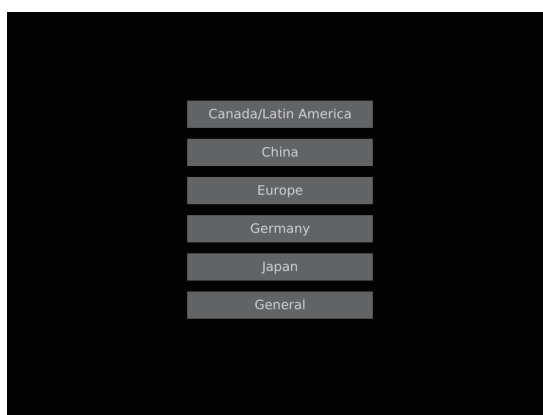 Canada/Latin America
China
Europe
Germany
Japan
General